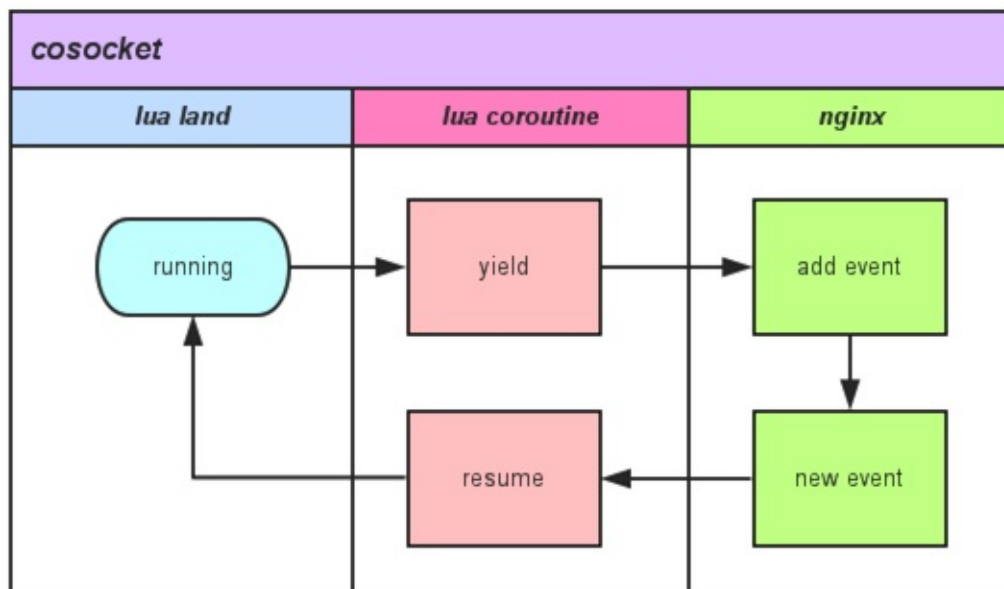 cosocket
lua land
lua coroutine
nginx
running
yield
add event
resume
new event